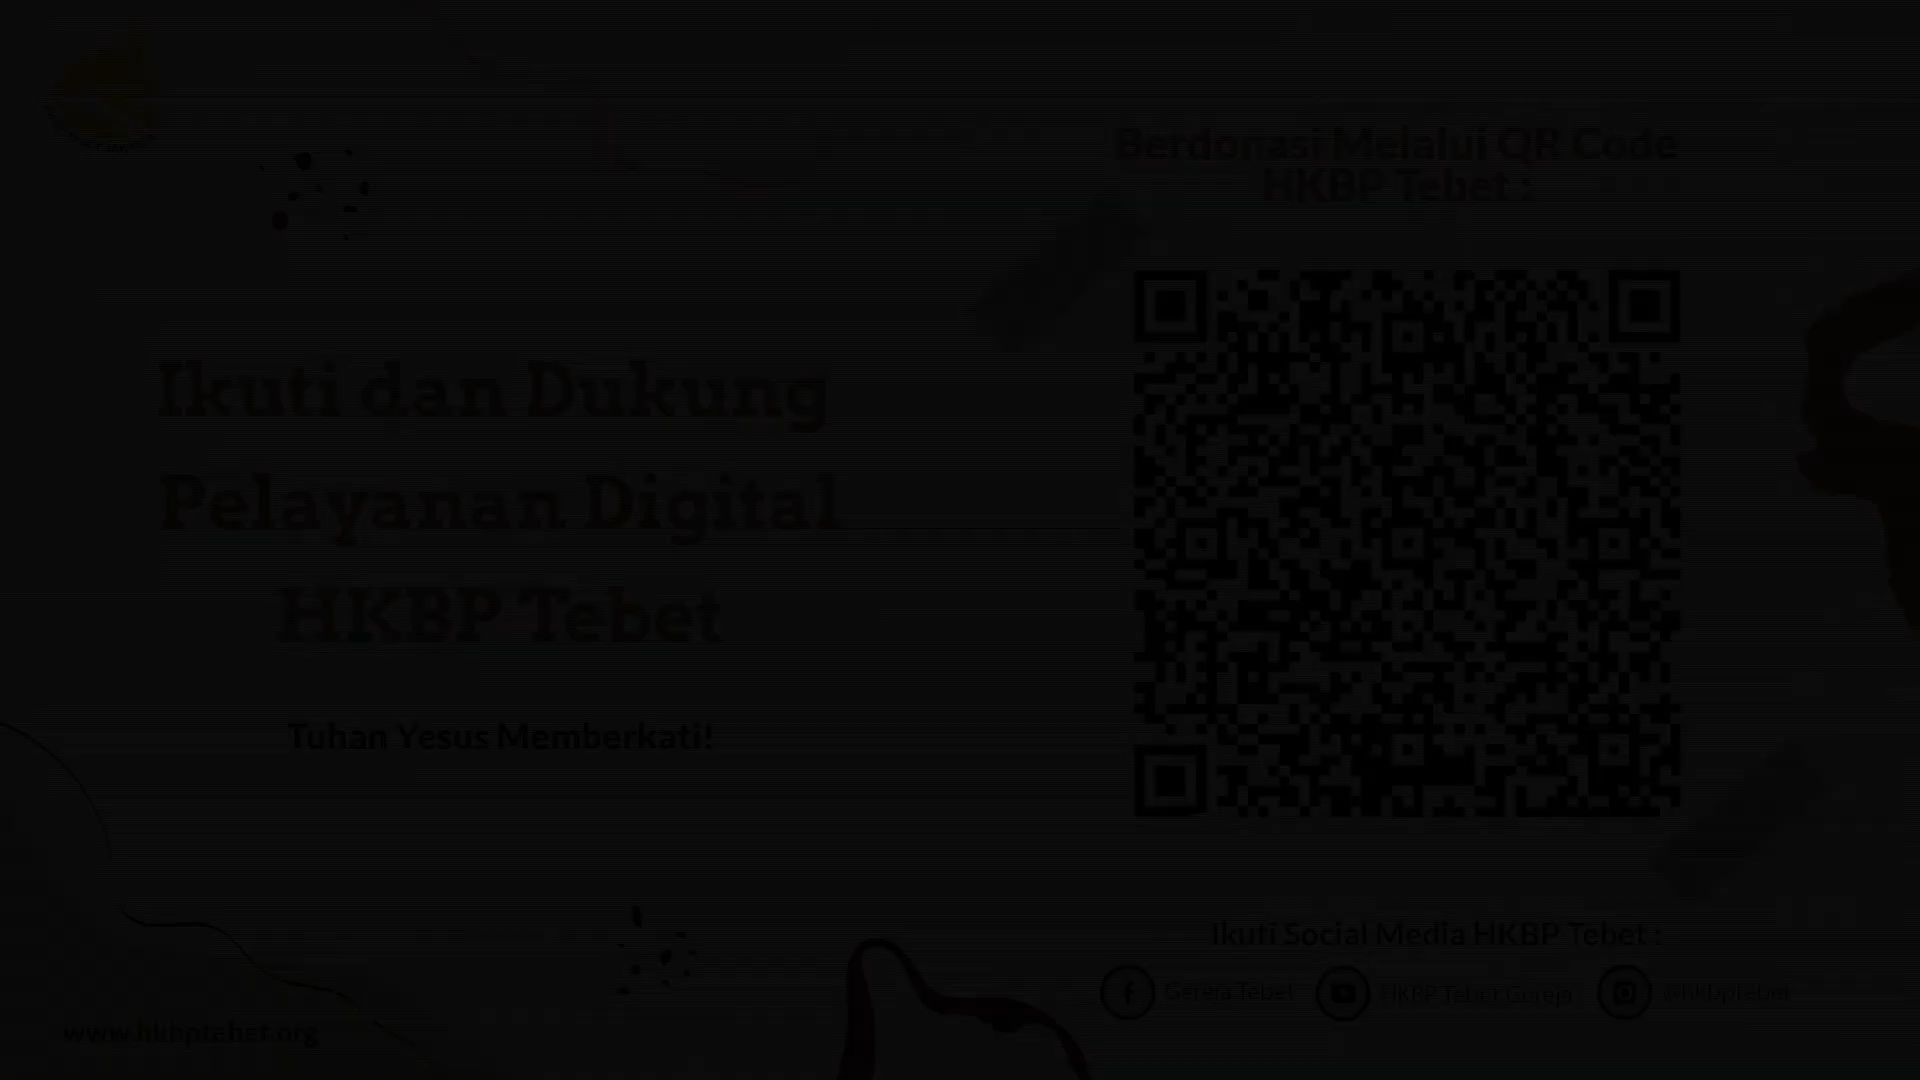 Berdonasi Melalui QR Code
HKBP Tebet :
Ikuti dan Dukung
Pelayanan Digital
HKBP Tebet
Tuhan Yesus Memberkati!
Ikuti Social Media HKBP Tebet :
Gereja Tebet
HKBP Tebet Gereja
@hkbptebet
www.hkbptebet.org